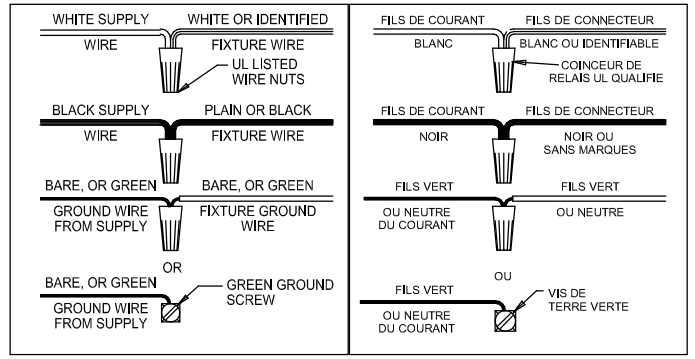 WHITE SUPPLY WIRE
WHITE OR IDENTIFIED FIXTURE WIRE
UL LISTED
WIRE NUTS
BLACK SUPPLY WIRE
PLAIN OR BLACK FIXTURE WIRE
BARE, OR GREEN
GROUND WIRE
FROM SUPPLY
BARE, OR GREEN
FIXTURE GROUND
WIRE
OR
BARE, OR GREEN
GROUND WIRE
FROM SUPPLY
GREEN GROUND
SCREW
FILS DE COURANT
BLANC
FILS DE CONNECTEUR
BLANC OU IDENTIFIABLE
COINCEUR DE
RELAIS UL QUALIFIE
FILS DE COURANT
NOIR
FILS DE CONNECTEUR
NOIR OU
SANS MARQUES
FILS VERT
OU NEUTRE
DU COURANT
FILS VERT
OU NEUTRE
OU
FILS VERT
OU NEUTRE
DU COURANT
VIS DE
TERRE VERTE